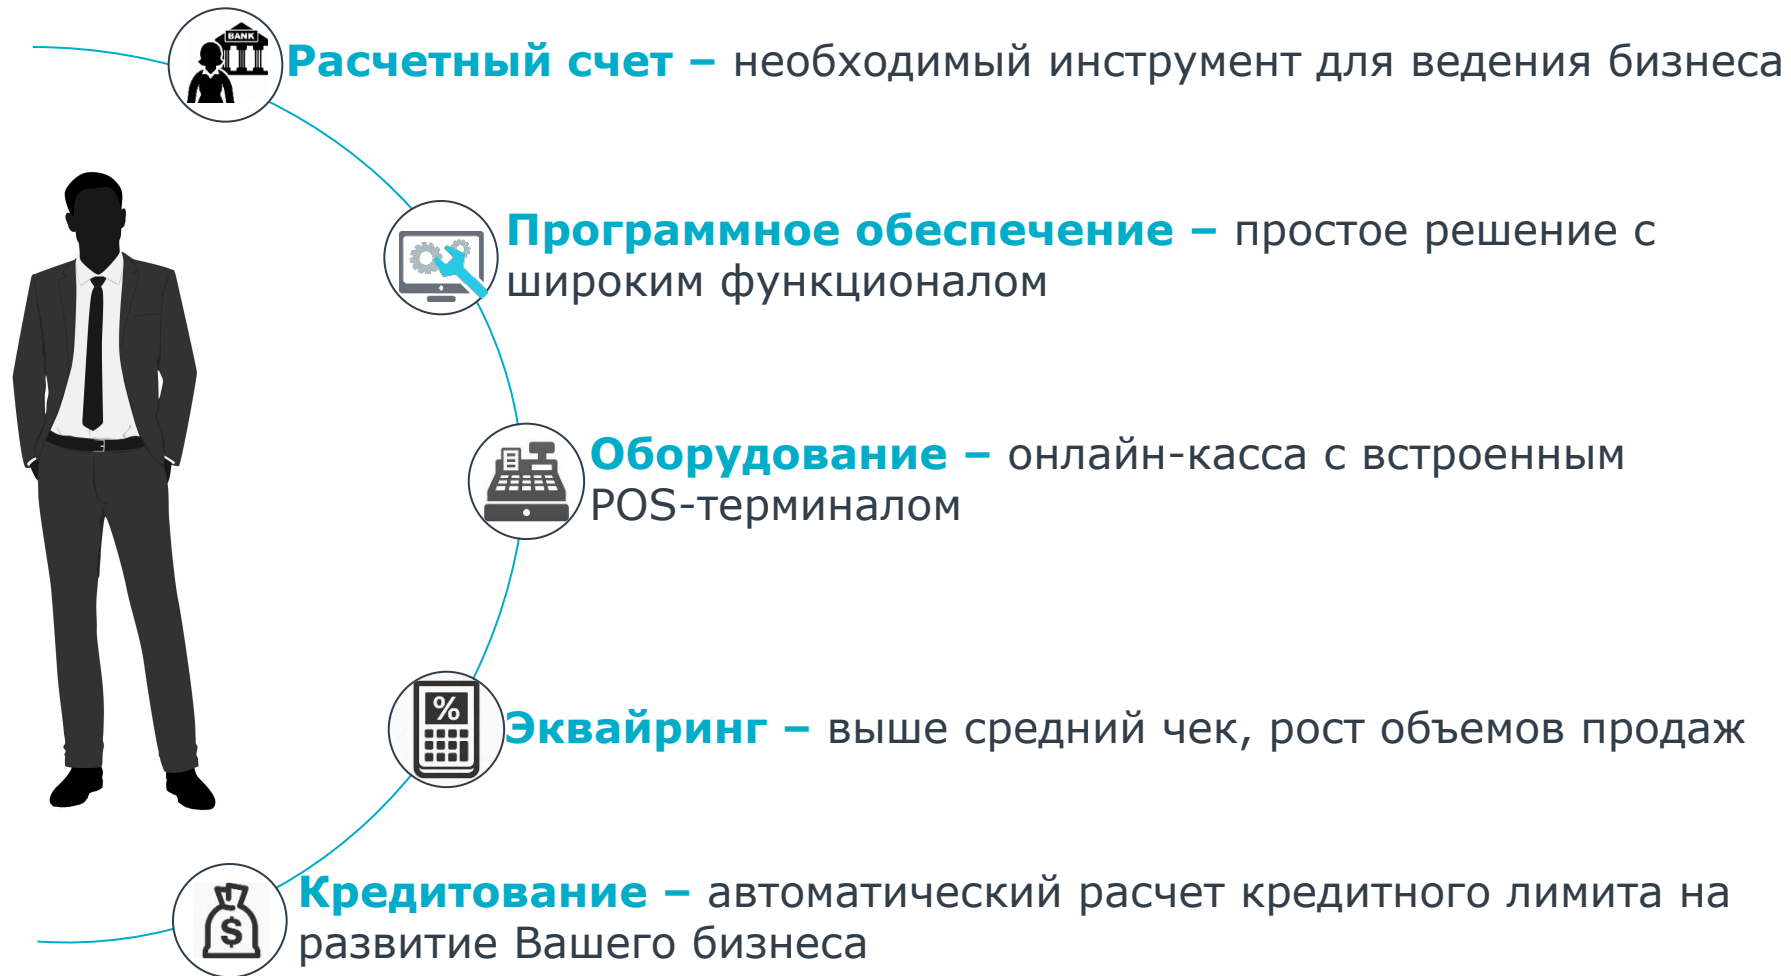 BANK
Расчетный счет – необходимый инструмент для ведения бизнеса
Программное обеспечение – простое решение с
широким функционалом
Оборудование – онлайн-касса с встроенным
POS-терминалом
%
Эквайринг – выше средний чек, рост объемов продаж
$
Кредитование – автоматический расчет кредитного лимита на
развитие Вашего бизнеса